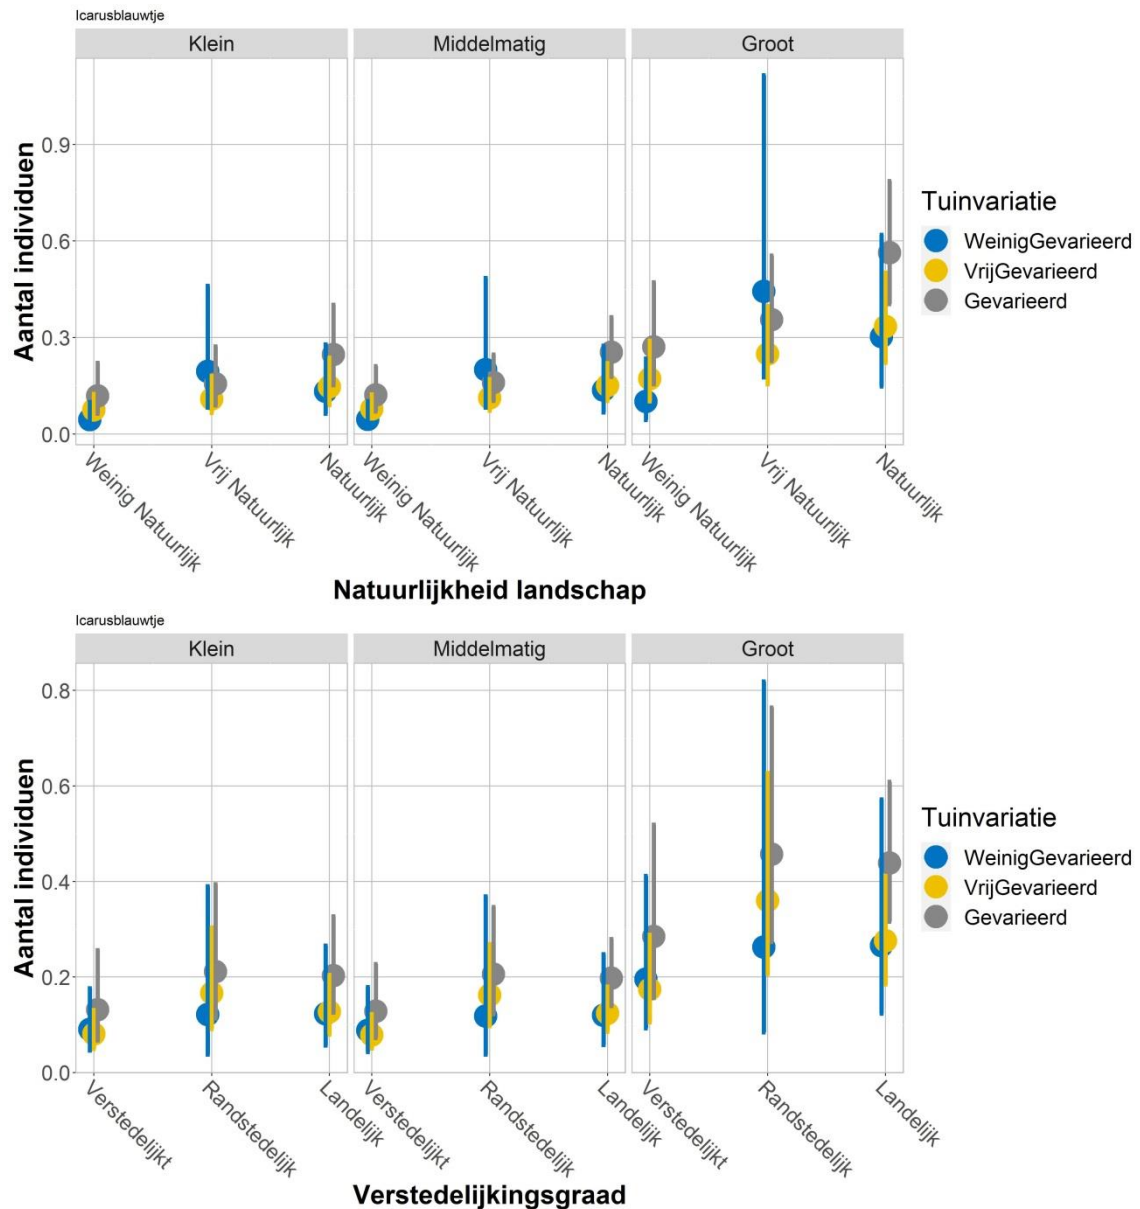 Icarusblauwtje
Klein
Middelmatig
Groot
Aantal individuen
0.9
0.6
0.3
0.0
Weinig Natuurlijk
Vrij Natuurlijk
Natuurlijk
Weinig Natuurlijk
Vrij Natuurlijk
Natuurlijk
Weinig Natuurlijk
Vrij Natuurlijk
Natuurlijk
Natuurlijkheid landschap
Tuinvariatie
WeinigGevarieerd
VrijGevarieerd
Gevarieerd
Icarusblauwtje
Klein
Middelmatig
Groot
Aantal individuen
0.8
0.6
0.4
0.2
0.0
Verstedelijkt
Randstedelijk
Landelijk
Verstedelijkt
Randstedelijk
Landelijk
Verstedelijkt
Randstedelijk
Landelijk
Verstedelijkingsgraad
Tuinvariatie
WeinigGevarieerd
VrijGevarieerd
Gevarieerd